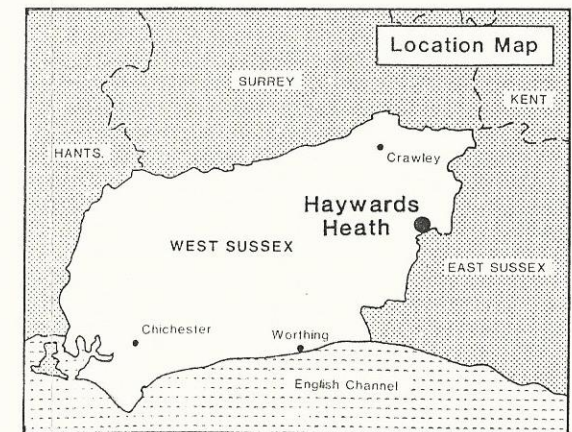 Location Map
SURREY
KENT
HANTS.
Crawley
Haywards
Heath
WEST SUSSEX
EAST SUSSEX
Chichester
Worthing
English Channel